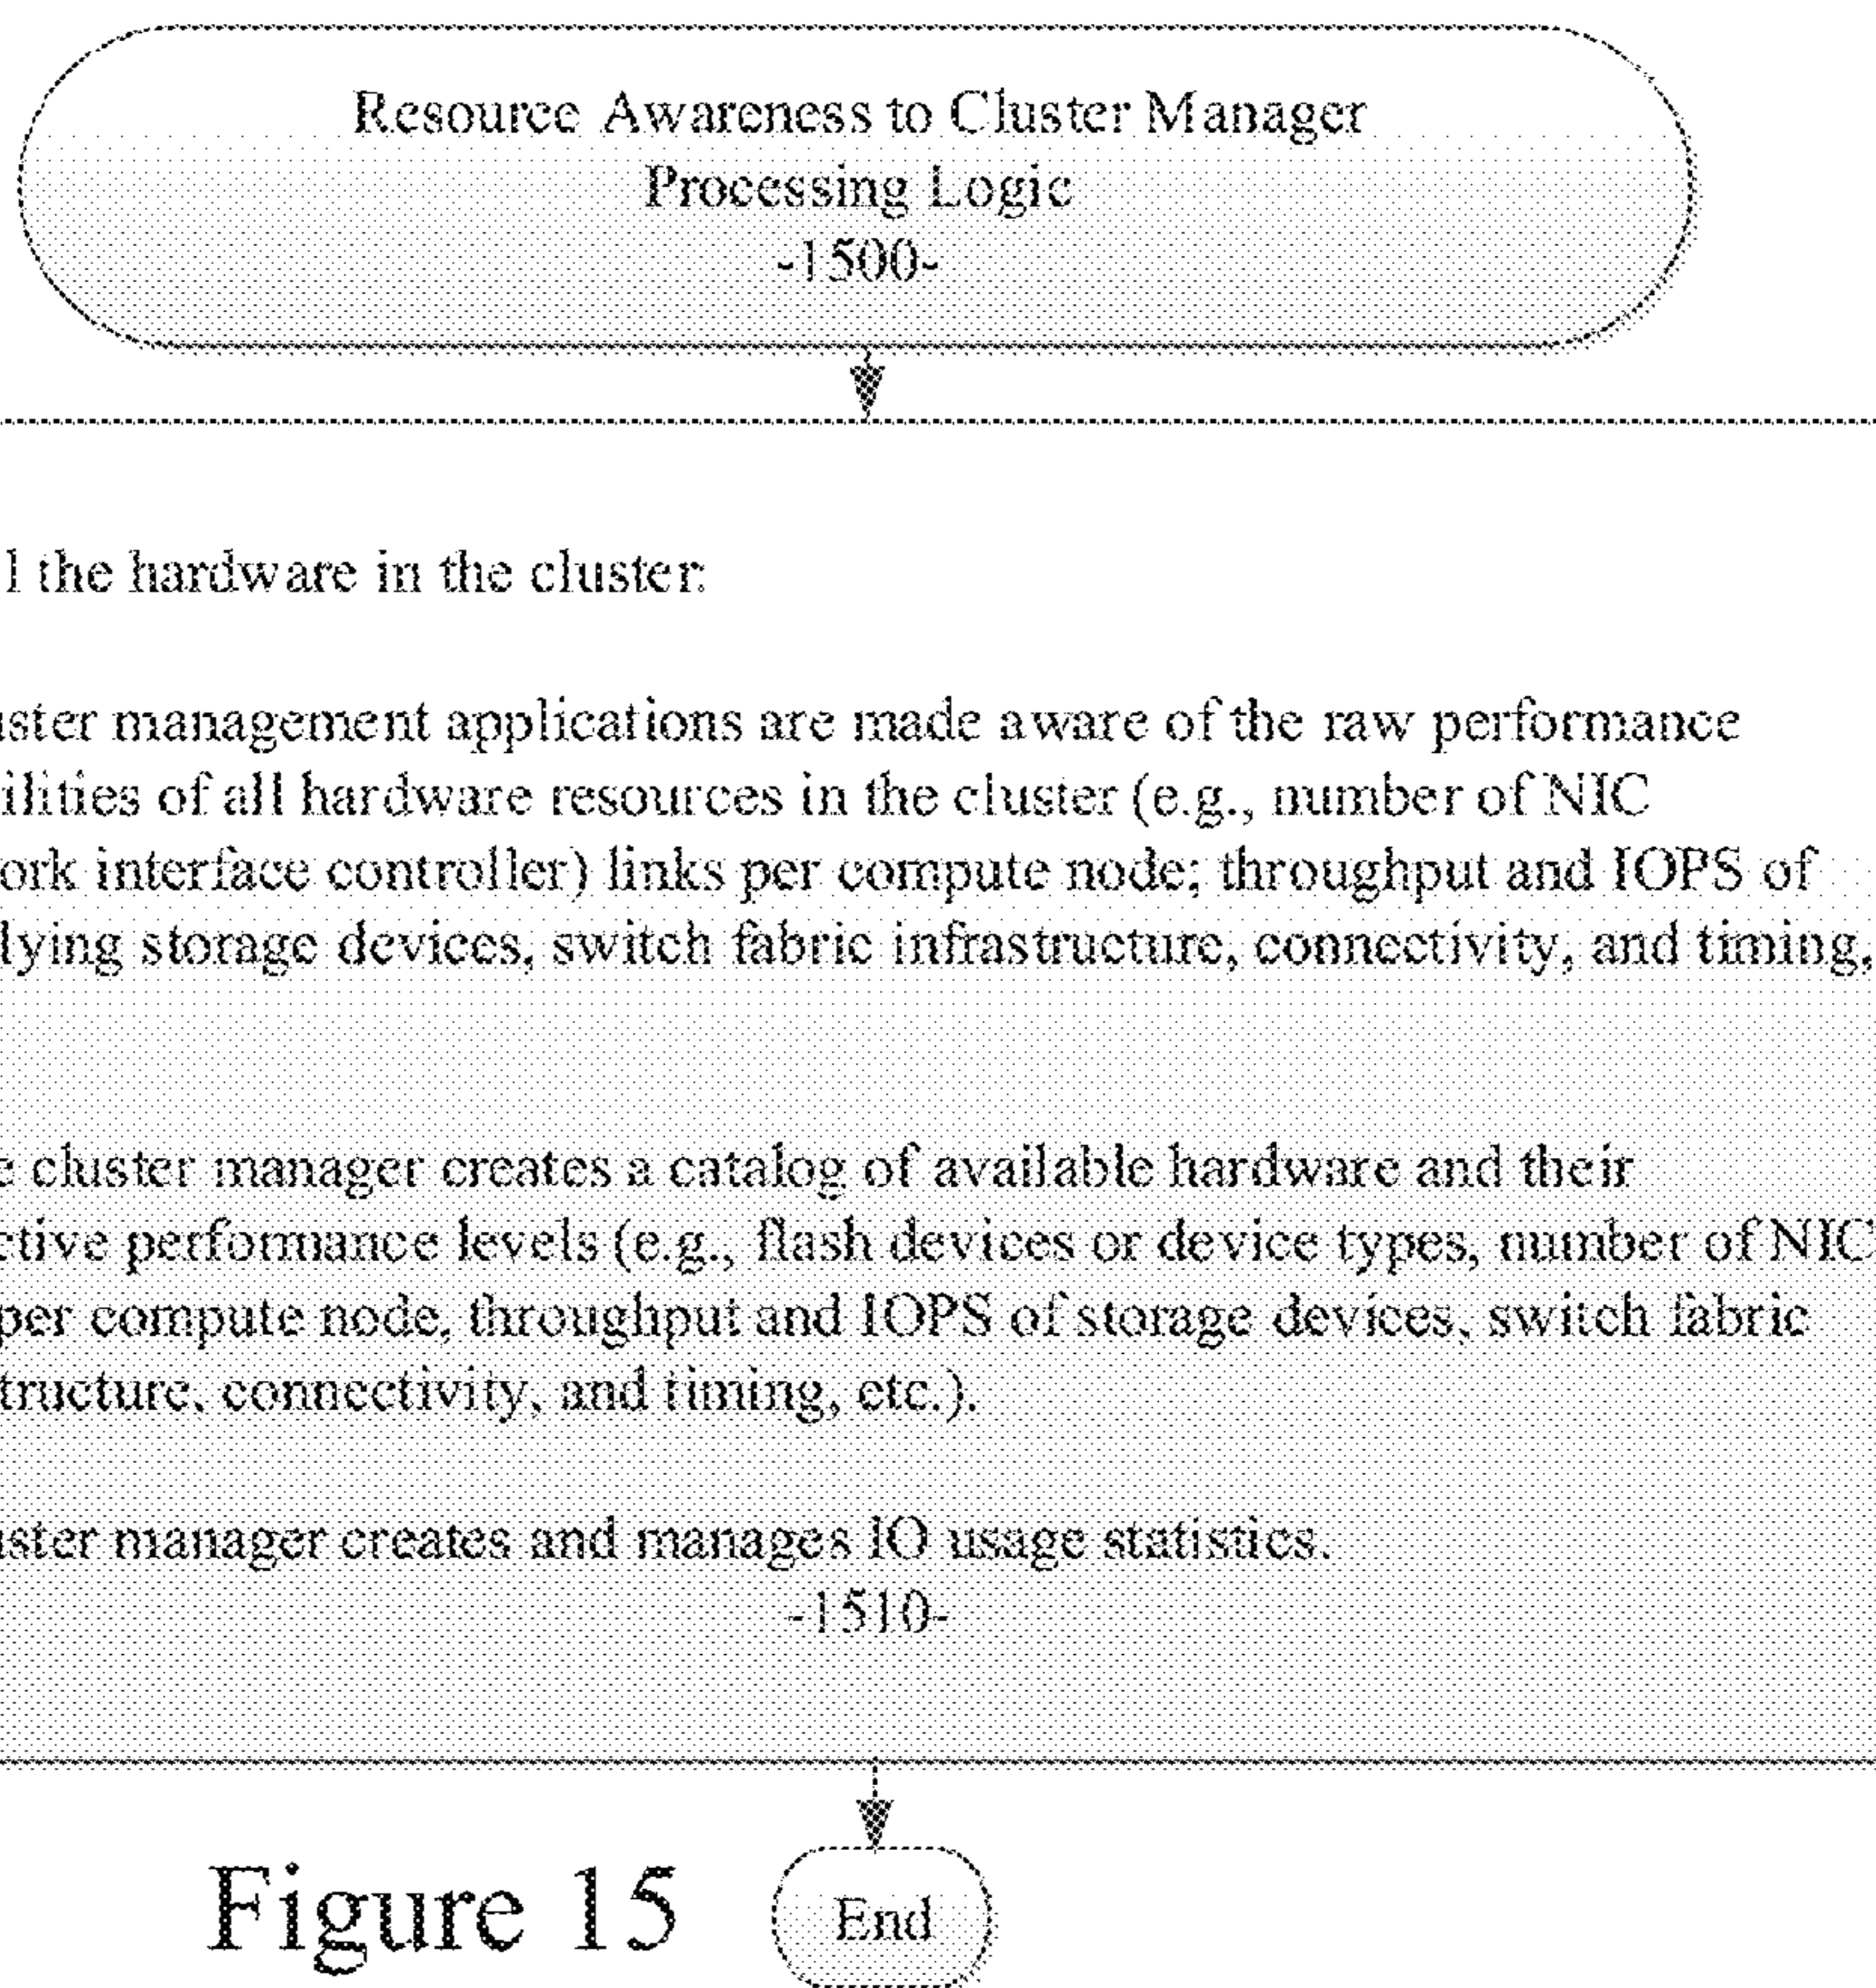 Resource Awareness to Cluster Manager
Processing Logic
-1500-
l the hardware in the cluster:
uster management applications are made aware of the raw performance
ilities of all hardware resources in the cluster (e.g., number of NIC
ork interface controller) links per compute node; throughput and IOPS of
lying storage devices, switch fabric infrastructure, connectivity, and timing,
e cluster manager creates a catalog of available hardware and their
ctive performance levels (e.g., flash devices or device types, number of NIC
per compute node, throughput and IOPS of storage devices, switch fabric
tructure, connectivity, and timing, etc.).
uster manager creates and manages IO usage statistics.
-1510-
Figure 15
End